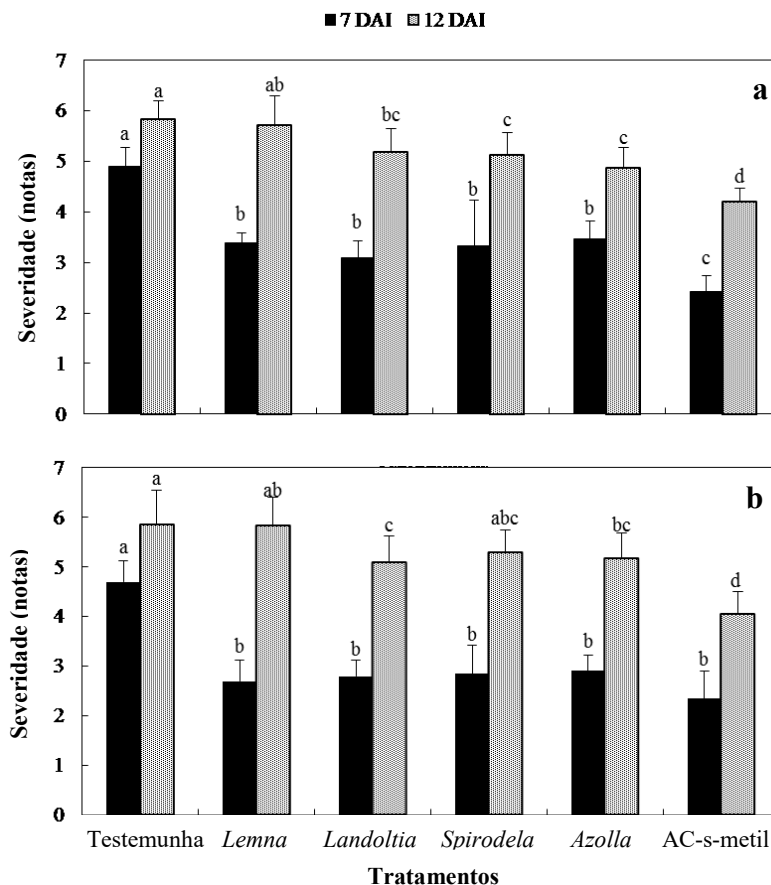 7 DAI 12 DAI
a
7
6
5
4
3
2
1
0
Severidade (notas)
a a
b ab
b bc
b c
b c
c d
b
7
6
5
4
3
2
1
0
Severidade (notas)
a a
b ab
b c
b abc
b bc
b d
Testemunha Lemna Landoltia Spirodela Azolla AC-s-metil
Tratamentos